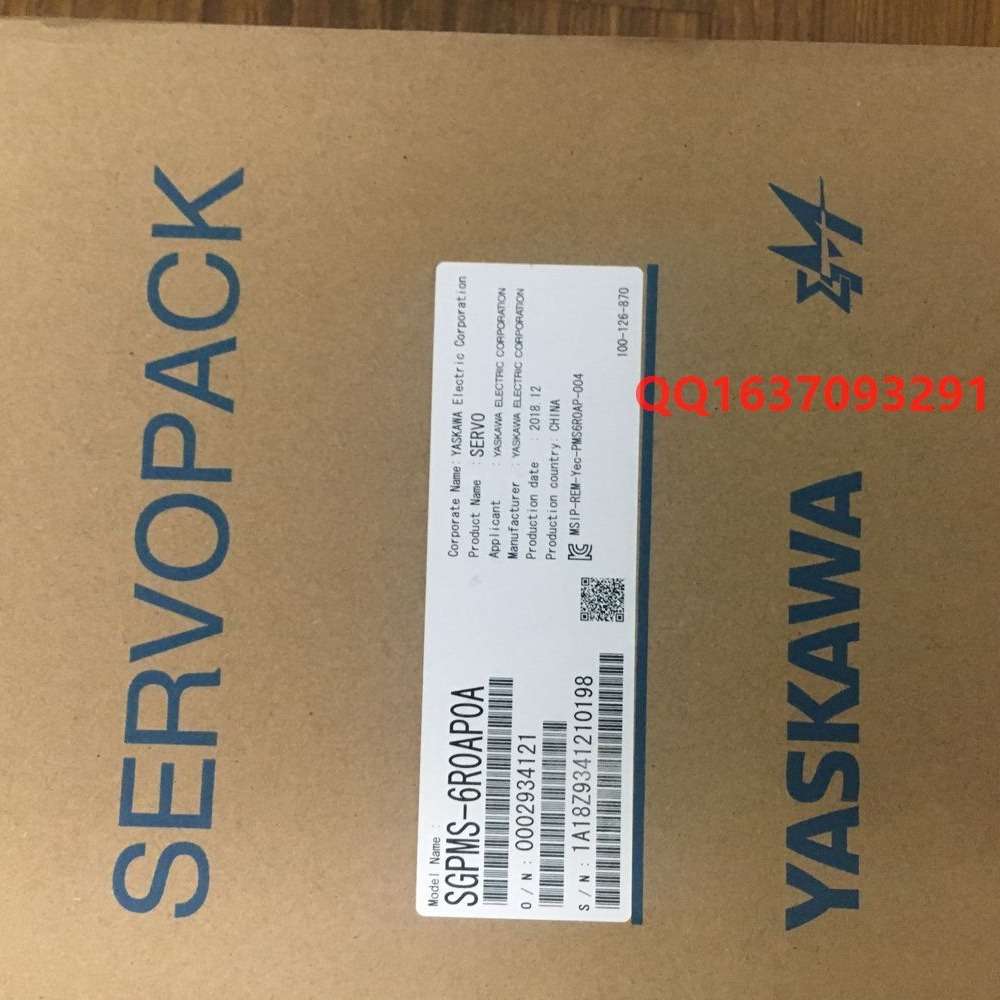 SERVOPACK
Model Name :
SGPMS-6R0AP0A
O/N : 0002934121
S/N : 1A18Z9341210198
Corporate Name: YASKAWA Electric Corporation
Product Name : SERVO
Applicant : YASKAWA ELECTRIC CORPORATION
Manufacturer : YASKAWA ELECTRIC CORPORATION
Production date : 2018.12
Production country: CHINA
MSIP-REM-Yec-PMS6R0AP-004
100-126-870
YASKAWA
QQ1637093291